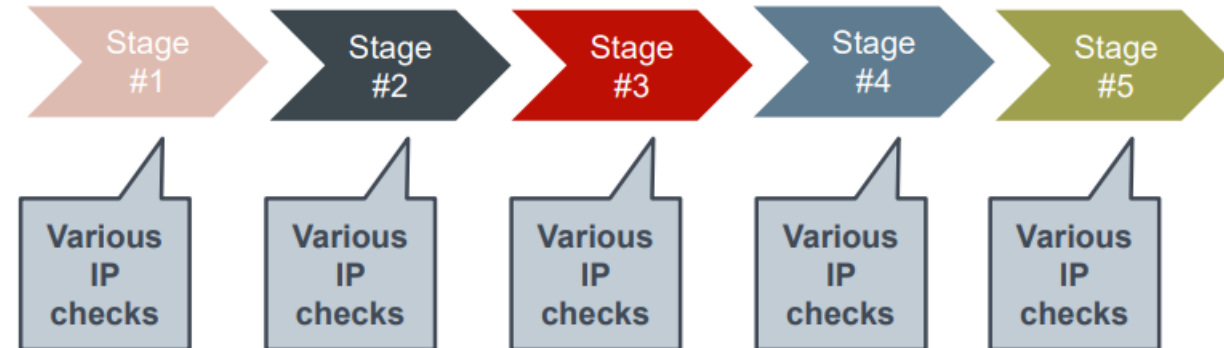 Stage
#1
Stage
#2
Stage
#3
Stage
#4
Stage
#5
Various
IP
checks
Various
IP
checks
Various
IP
checks
Various
IP
checks
Various
IP
checks